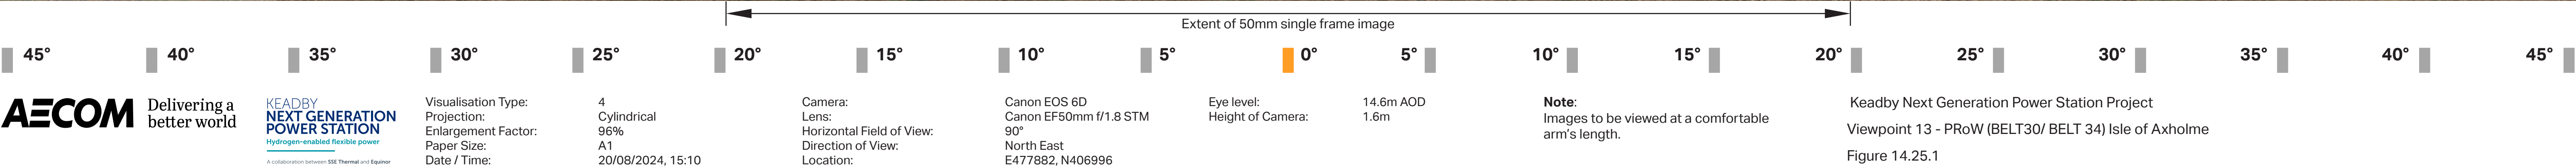 Extent of 50mm single frame image
45° 40° 35° 30° 25° 20° 15° 10° 5° 0° 5° 10° 15° 20° 25° 30° 35° 40° 45°
AECOM
Delivering a
better world
KEADBY
NEXT GENERATION
POWER STATION
Hydrogen-enabled flexible power
A collaboration between SSE Thermal and Equinor
Visualisation Type: 4
Projection: Cylindrical
Enlargement Factor: 96%
Paper Size: A1
Date / Time: 20/08/2024, 15:10
Camera: Canon EOS 6D
Lens: Canon EF50mm f/1.8 STM
Horizontal Field of View: 90°
Direction of View: North East
Location: E477882, N406996
Eye level: 14.6m AOD
Height of Camera: 1.6m
Note:
Images to be viewed at a comfortable
arm's length.
Keadby Next Generation Power Station Project
Viewpoint 13 - PRoW (BELT30/ BELT 34) Isle of Axholme
Figure 14.25.1